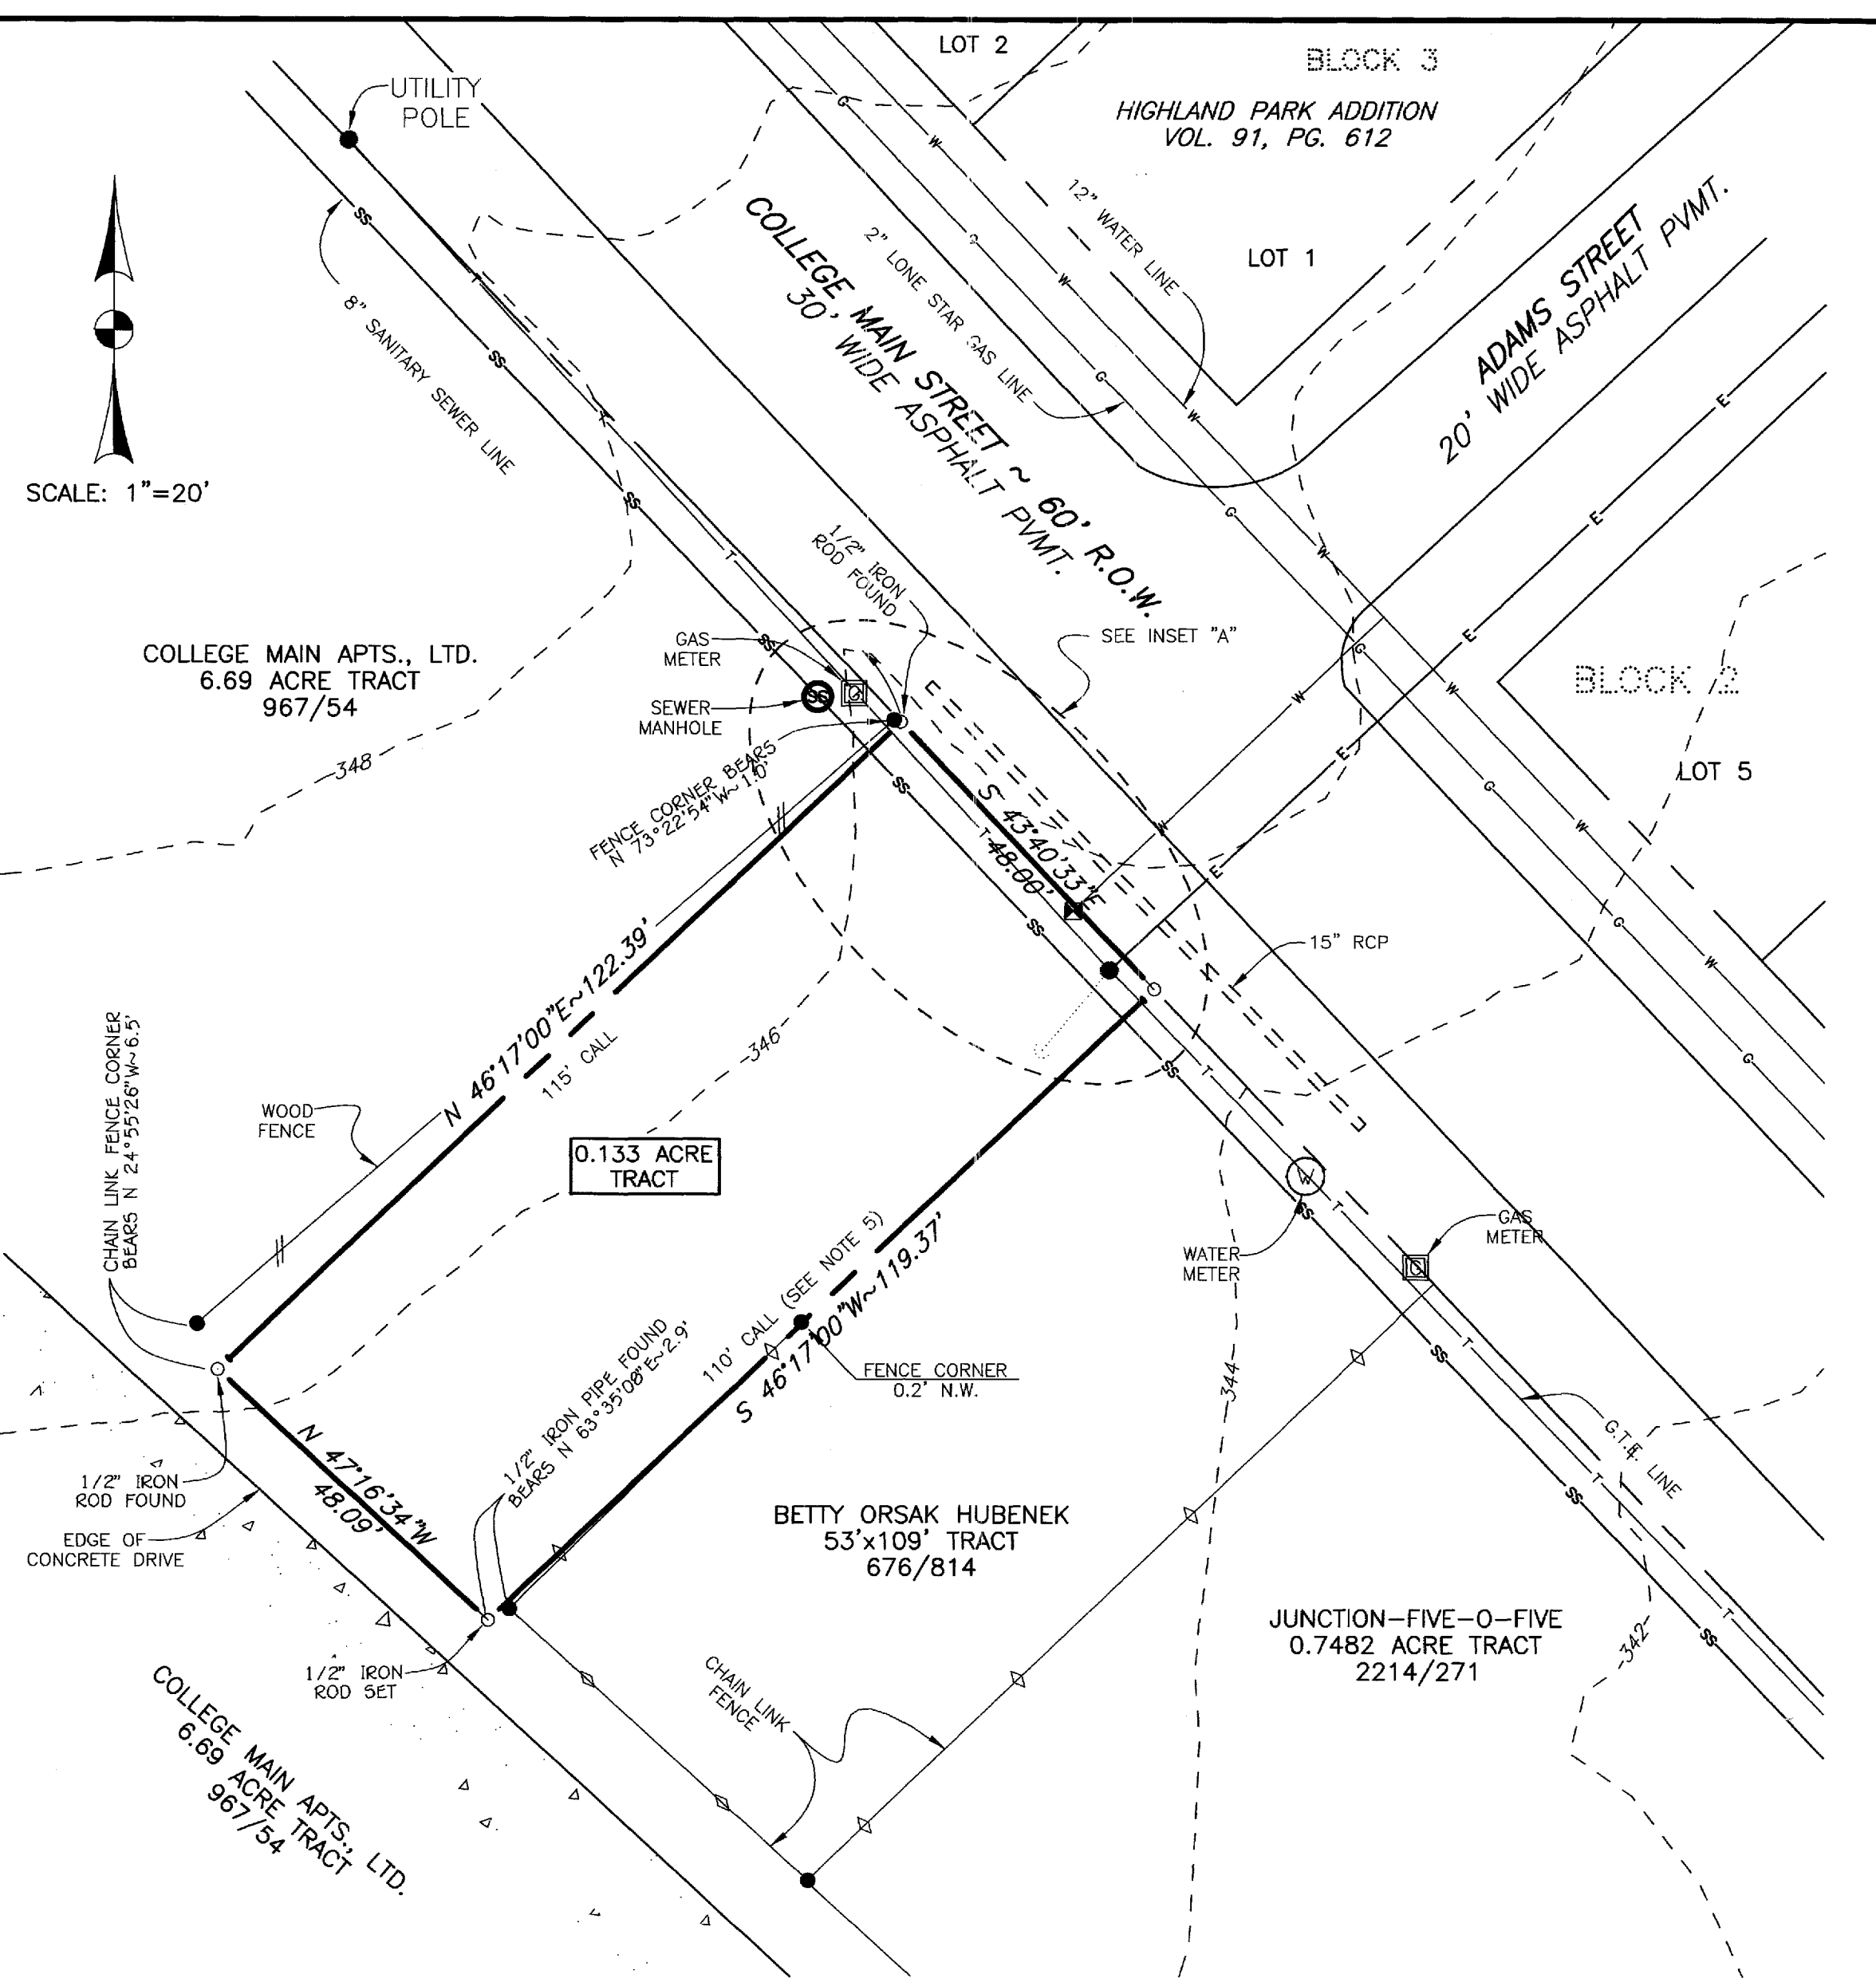 LOT 2
BLOCK 3
HIGHLAND PARK ADDITION
VOL. 91, PG. 612
UTILITY
POLE
12" WATER LINE
LOT 1
ADAMS STREET
20' WIDE ASPHALT PVMT.
COLLEGE MAIN STREET ~ 60' R.O.W.
30' WIDE ASPHALT PVMT.
2" LONE STAR GAS LINE
8" SANITARY SEWER LINE
SCALE: 1"=20'
1/2" IRON
ROD FOUND
SEE INSET "A"
GAS
METER
SEWER
MANHOLE
COLLEGE MAIN APTS., LTD.
6.69 ACRE TRACT
967/54
BLOCK 2
LOT 5
348
FENCE CORNER BEARS
N 73°22'54"W~ 1.0'
S 43°40'33"E
48.00'
15" RCP
N 46°17'00"E~122.39'
115' CALL
346
CHAIN LINK FENCE CORNER
BEARS N 24°55'26"W~ 6.5'
WOOD
FENCE
0.133 ACRE
TRACT
110' CALL (SEE NOTE 5)
S 46°17'00"W~119.37'
WATER
METER
GAS
METER
FENCE CORNER
0.2' N.W.
1/2" IRON PIPE FOUND
BEARS N 63°35'08"E~ 2.9'
344
G.T.E. LINE
N 47°16'34"W
48.09'
1/2" IRON
ROD FOUND
EDGE OF
CONCRETE DRIVE
BETTY ORSAK HUBENEK
53'x109' TRACT
676/814
JUNCTION-FIVE-O-FIVE
0.7482 ACRE TRACT
2214/271
342
1/2" IRON
ROD SET
CHAIN LINK
FENCE
COLLEGE MAIN APTS., LTD.
6.69 ACRE TRACT
967/54